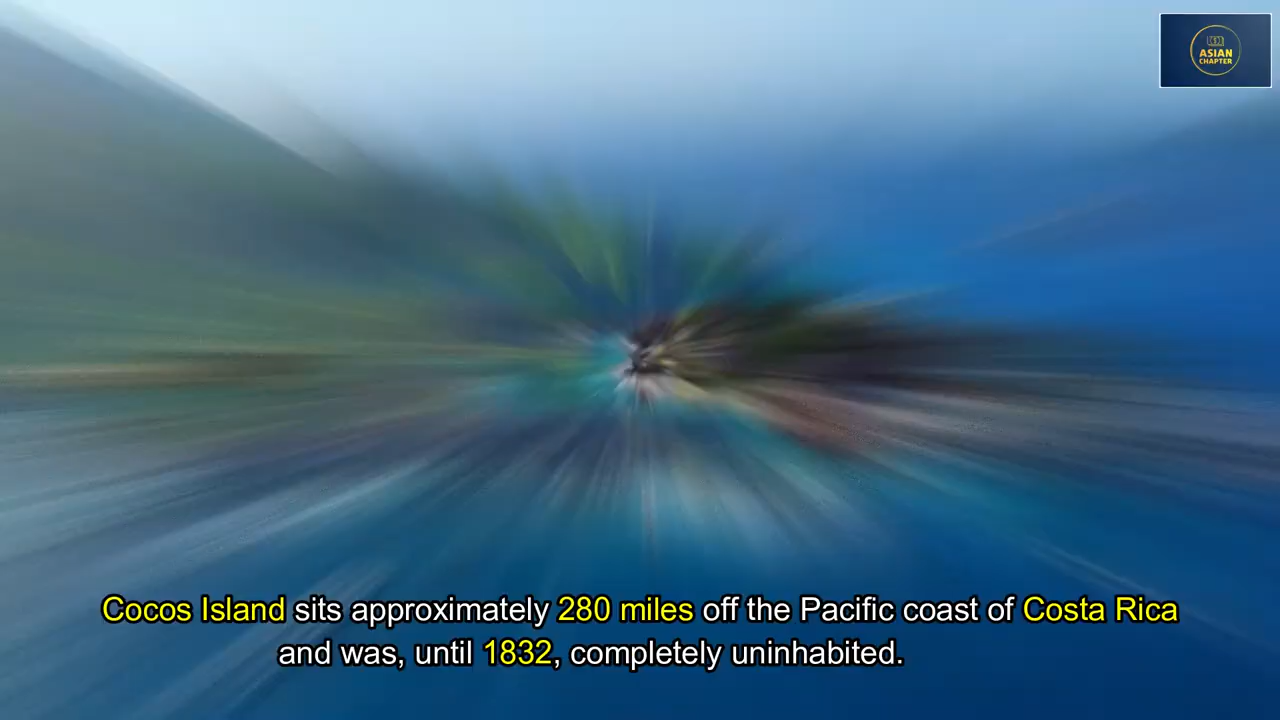 ASIAN
CHAPTER
Cocos Island sits approximately 280 miles off the Pacific coast of Costa Rica
and was, until 1832, completely uninhabited.